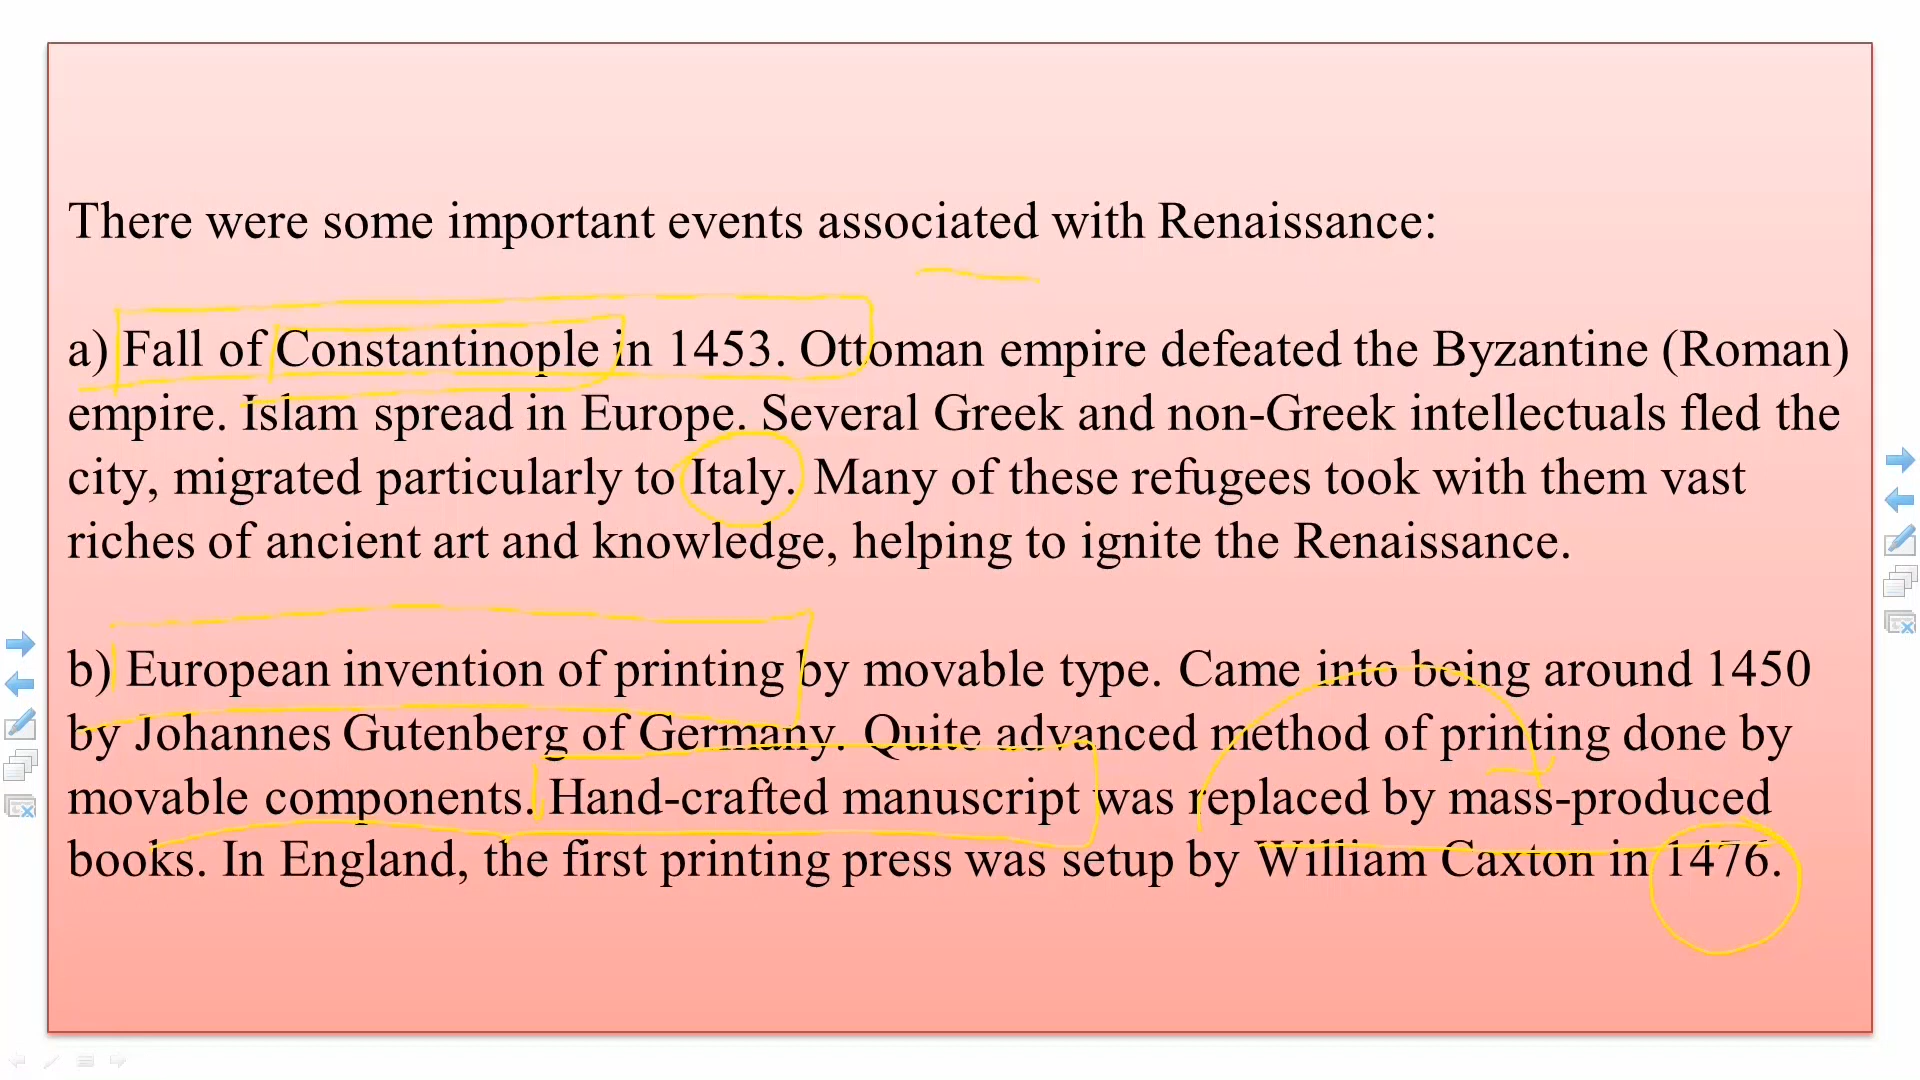 There were some important events associated with Renaissance:
a) Fall of Constantinople in 1453. Ottoman empire defeated the Byzantine (Roman)
empire. Islam spread in Europe. Several Greek and non-Greek intellectuals fled the
city, migrated particularly to Italy. Many of these refugees took with them vast
riches of ancient art and knowledge, helping to ignite the Renaissance.
b) European invention of printing by movable type. Came into being around 1450
by Johannes Gutenberg of Germany. Quite advanced method of printing done by
movable components. Hand-crafted manuscript was replaced by mass-produced
books. In England, the first printing press was setup by William Caxton in 1476.